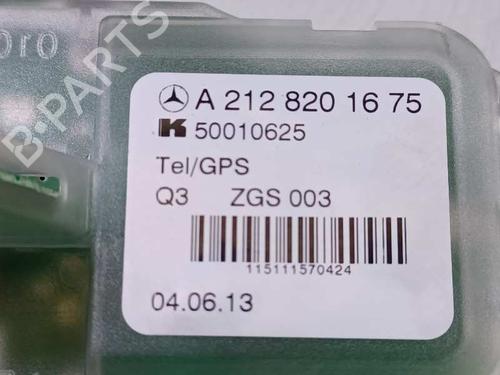 A 212 820 16 75
K 50010625
Tel/GPS
Q3 ZGS 003
115111570424
04.06.13
B-PARTS